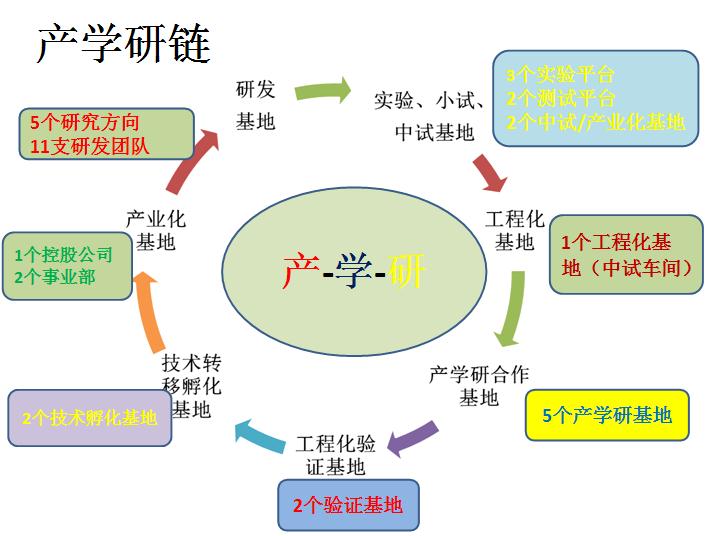 产学研链
研发
基地
实验、小试、
中试基地
3个实验平台
2个测试平台
2个中试/产业化基地
5个研究方向
11支研发团队
工程化
基地
1个工程化基
地（中试车间）
产业化
基地
1个控股公司
2个事业部
产-学-研
产学研合作
基地
5个产学研基地
技术转
移孵化
基地
2个技术孵化基地
工程化验
证基地
2个验证基地